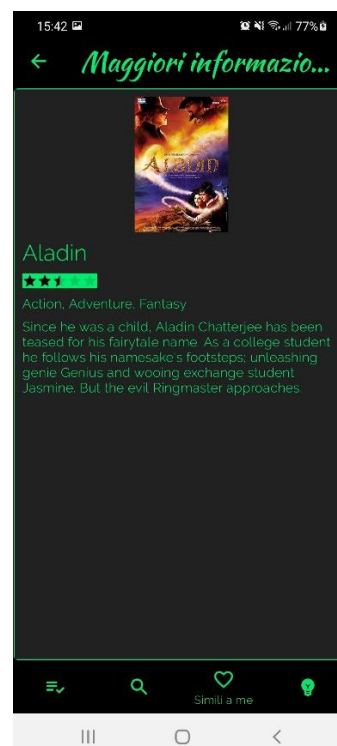 15:42
77%
Maggiori informazio...
ALADIN
Aladin
Action, Adventure, Fantasy
Since he was a child, Aladin Chatterjee has been
teased for his fairytale name. As a college student
he follows his namesake's footsteps; unleashing
genie Genius and wooing exchange student
Jasmine. But the evil Ringmaster approaches.
Simili a me